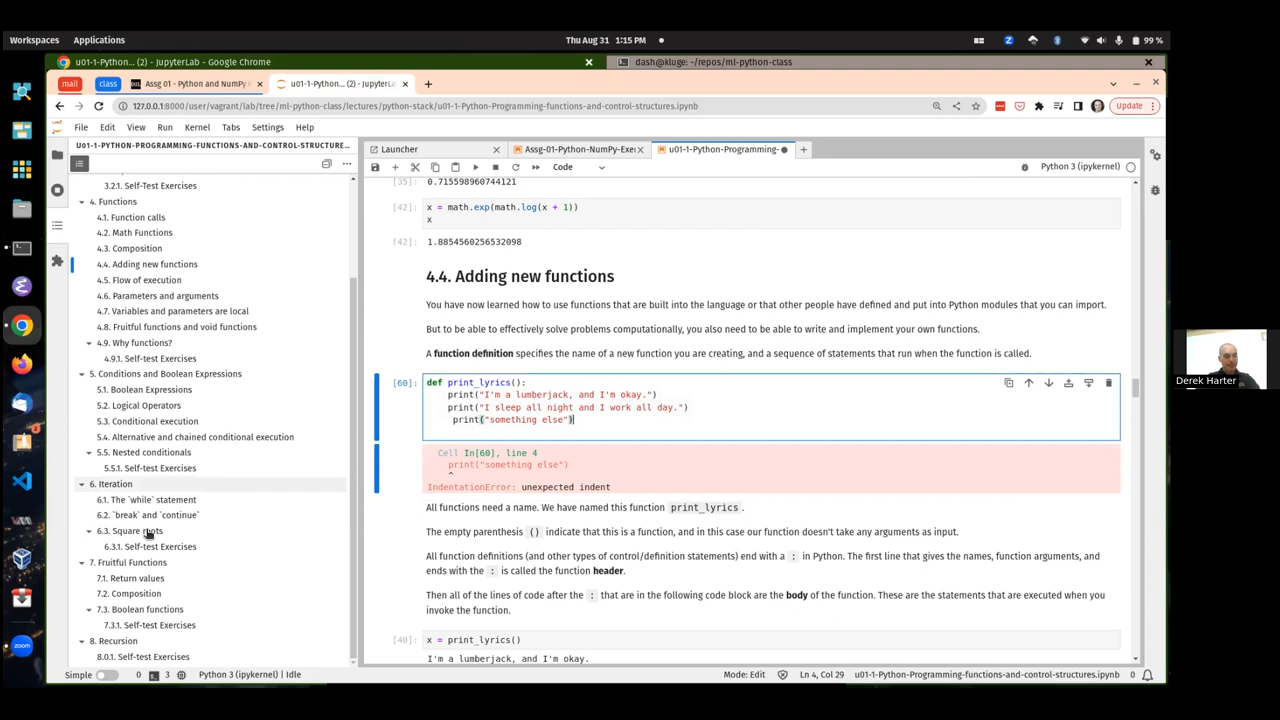 Workspaces Applications Thu Aug 31 1:15 PM 99 %
u01-1-Python... (2) - JupyterLab - Google Chrome
dash@kluge: ~/repos/ml-python-class
mail class Assg 01 - Python and NumPy u01-1-Python... (2) - JupyterL
127.0.0.1:8000/user/vagrant/lab/tree/ml-python-class/lectures/python-stack/u01-1-Python-Programming-functions-and-control-structures.ipynb Update
File Edit View Run Kernel Tabs Settings Help
U01-1-PYTHON-PROGRAMMING-FUNCTIONS-AND-CONTROL-STRUCTURE...
3.2.1. Self-Test Exercises
4. Functions
4.1. Function calls
4.2. Math Functions
4.3. Composition
4.4. Adding new functions
4.5. Flow of execution
4.6. Parameters and arguments
4.7. Variables and parameters are local
4.8. Fruitful functions and void functions
4.9. Why functions?
4.9.1. Self-test Exercises
5. Conditions and Boolean Expressions
5.1. Boolean Expressions
5.2. Logical Operators
5.3. Conditional execution
5.4. Alternative and chained conditional execution
5.5. Nested conditionals
5.5.1. Self-test Exercises
6. Iteration
6.1. The `while` statement
6.2. `break` and `continue`
6.3. Square roots
6.3.1. Self-test Exercises
7. Fruitful Functions
7.1. Return values
7.2. Composition
7.3. Boolean functions
7.3.1. Self-test Exercises
8. Recursion
8.0.1. Self-test Exercises
Launcher Assg-01-Python-NumPy-Exe u01-1-Python-Programming-
Code Python 3 (ipykernel)
[35] 0.715598960744121
[42] x = math.exp(math.log(x + 1))
x
[42] 1.8854560256532098
4.4. Adding new functions
You have now learned how to use functions that are built into the language or that other people have defined and put into Python modules that you can import.
But to be able to effectively solve problems computationally, you also need to be able to write and implement your own functions.
A function definition specifies the name of a new function you are creating, and a sequence of statements that run when the function is called.
[60]: def print_lyrics():
print("I'm a lumberjack, and I'm okay.")
print("I sleep all night and I work all day.")
print("something else")
Cell In[60], line 4
print("something else")
^
IndentationError: unexpected indent
All functions need a name. We have named this function print_lyrics .
The empty parenthesis () indicate that this is a function, and in this case our function doesn't take any arguments as input.
All function definitions (and other types of control/definition statements) end with a : in Python. The first line that gives the names, function arguments, and
ends with the : is called the function header.
Then all of the lines of code after the : that are in the following code block are the body of the function. These are the statements that are executed when you
invoke the function.
[40]: x = print_lyrics()
I'm a lumberjack, and I'm okay.
Simple 0 3 Python 3 (ipykernel) | Idle Mode: Edit Ln 4, Col 29 u01-1-Python-Programming-functions-and-control-structures.ipynb 0
Derek Harter